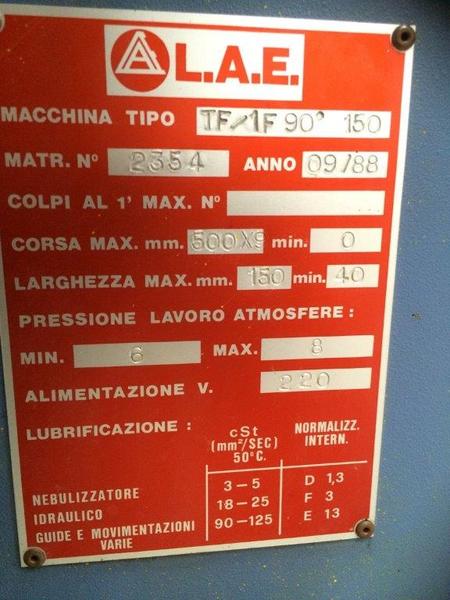 L.A.E.
MACCHINA TIPO TF/1F 90° 150
MATR. Nº 2354 ANNO 09/88
COLPI AL 1' MAX. Nº
CORSA MAX. mm. 500X9 min. 0
LARGHEZZA MAX. mm. 150 min. 40
PRESSIONE LAVORO ATMOSFERE :
MIN. 6 MAX. 8
ALIMENTAZIONE V. 220
LUBRIFICAZIONE : cSt (mm²/SEC) 50°C. NORMALIZZ. INTERN.
NEBULIZZATORE 3-5 D 1,3
IDRAULICO 18-25 F 3
GUIDE E MOVIMENTAZIONI VARIE 90-125 E 13